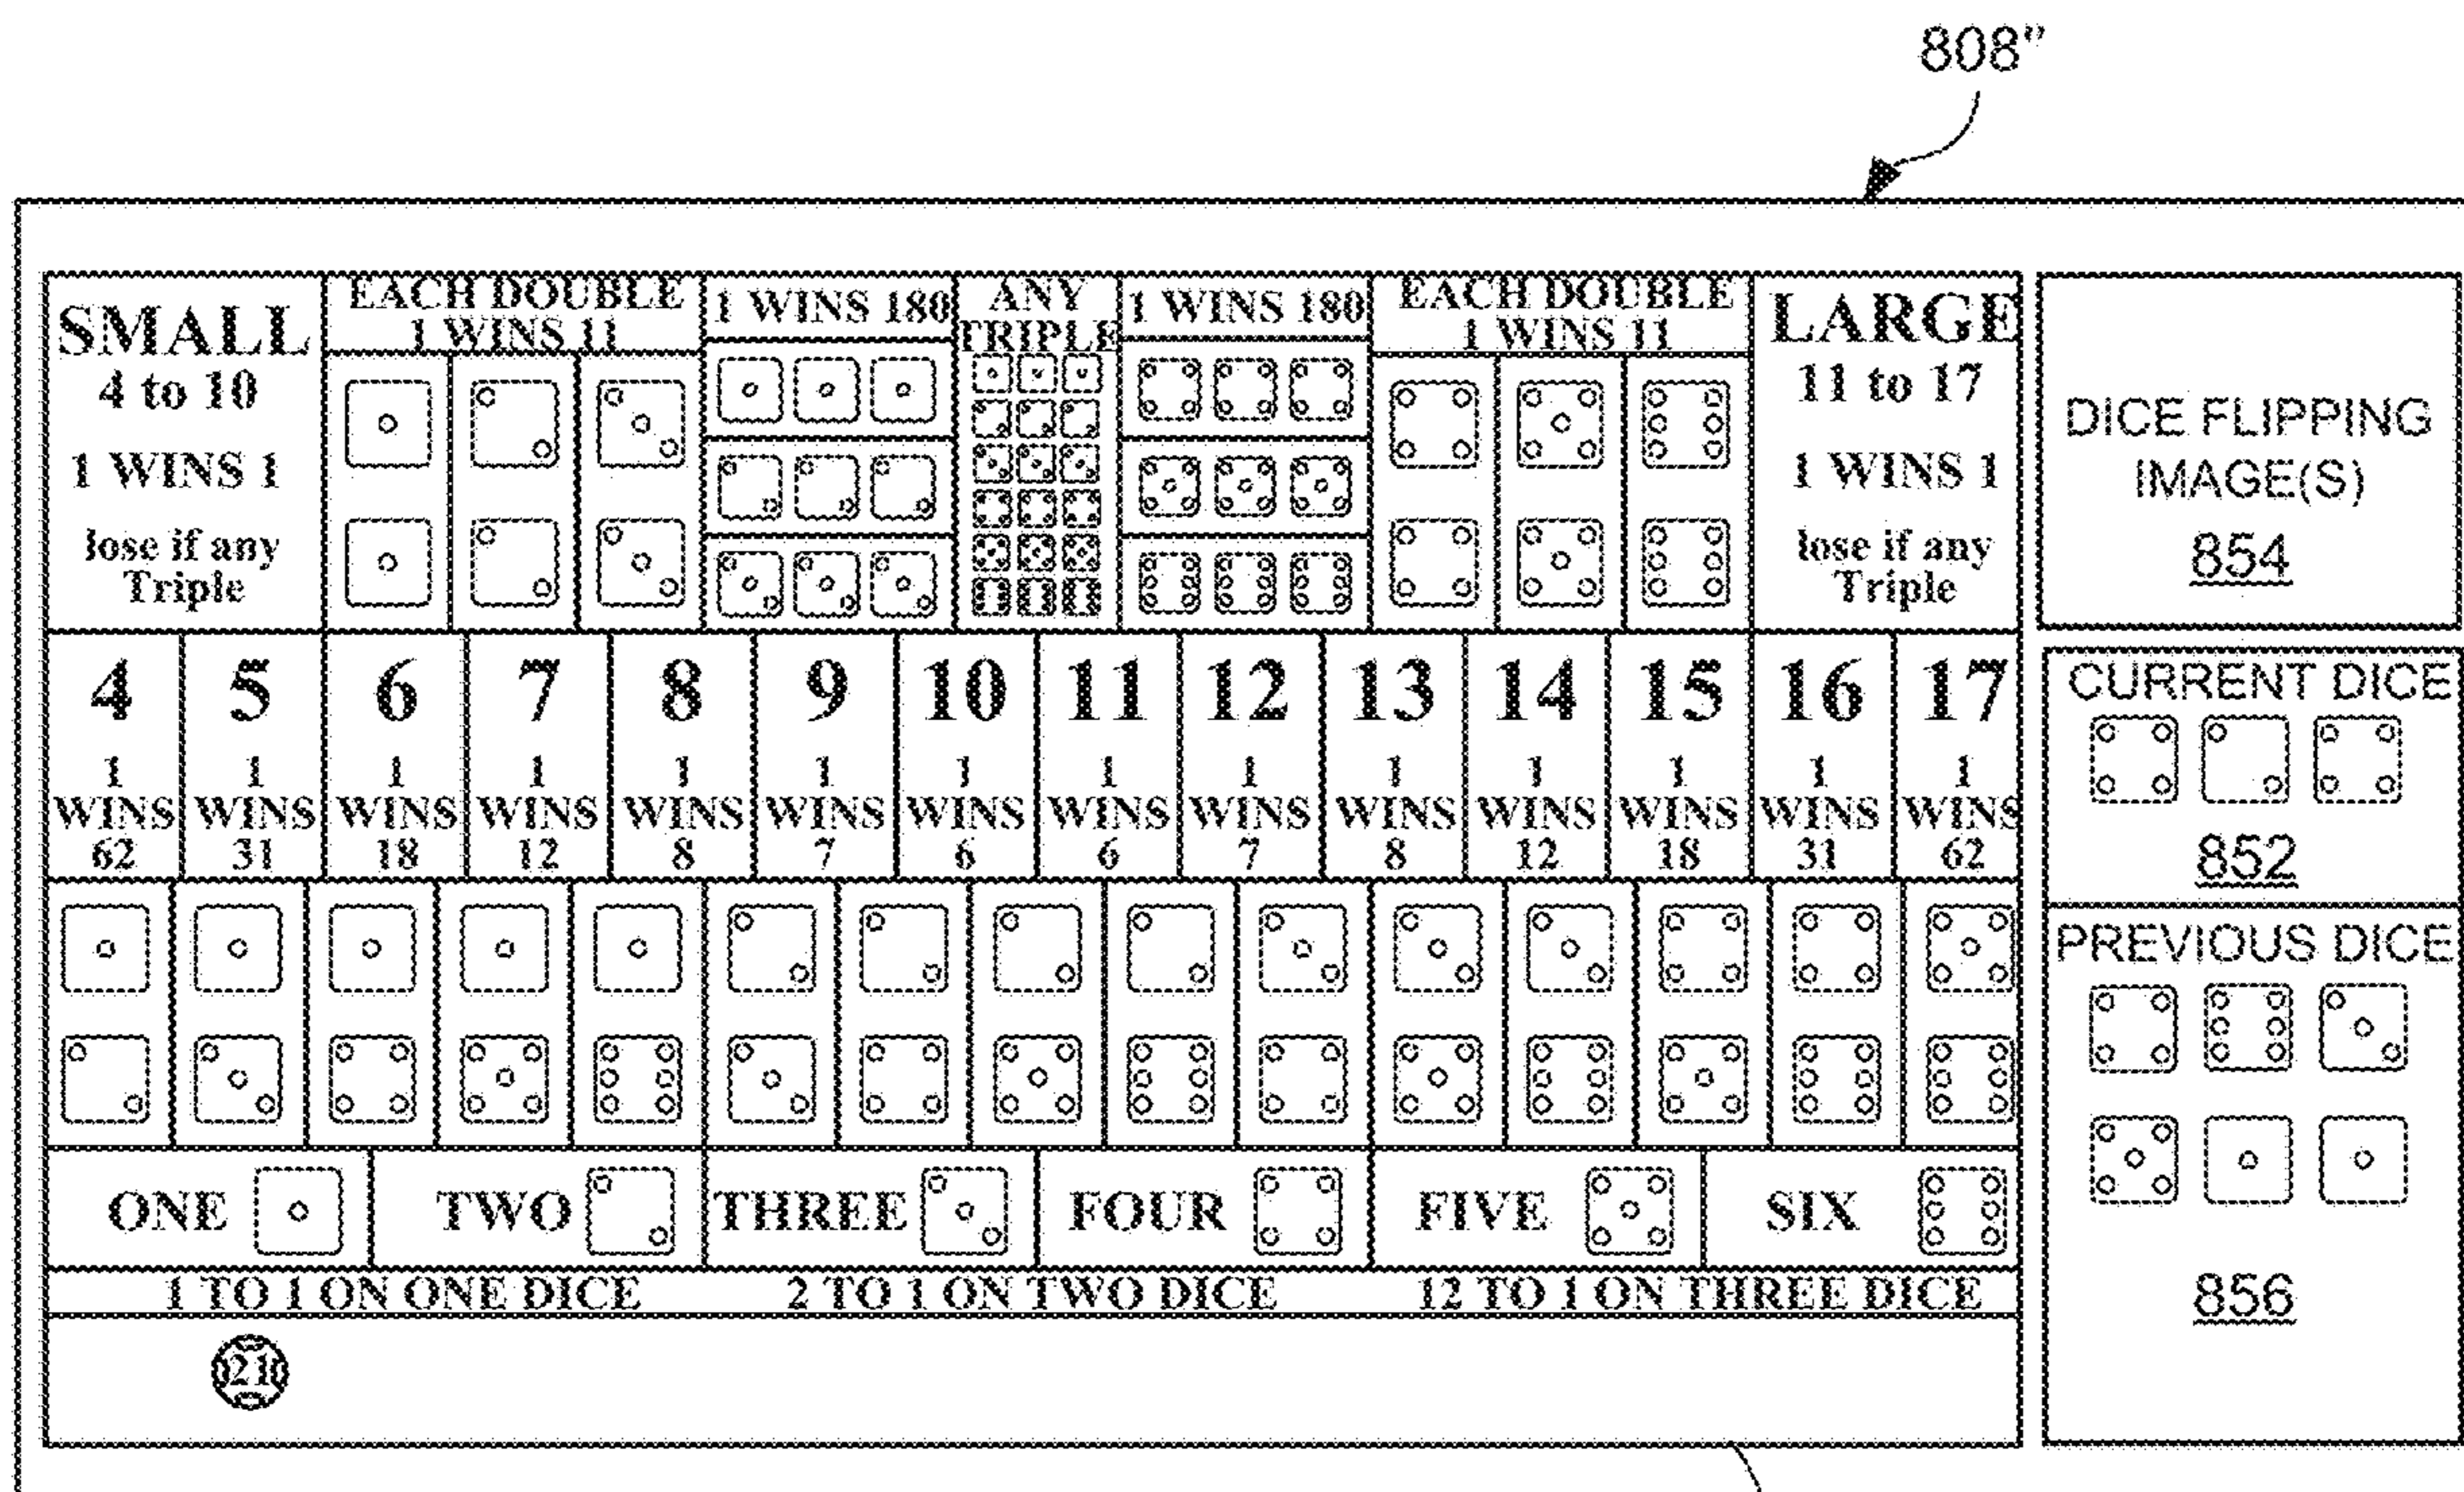 808"
SMALL
4 to 10
1 WINS 1
lose if any
Triple
EACH DOUBLE
1 WINS 11
1 WINS 180
ANY
TRIPLE
1 WINS 180
EACH DOUBLE
1 WINS 11
LARGE
11 to 17
1 WINS 1
lose if any
Triple
DICE FLIPPING
IMAGE(S)
854
4 5 6 7 8 9 10 11 12 13 14 15 16 17
1 1 1 1 1 1 1 1 1 1 1 1 1 1
WINS WINS WINS WINS WINS WINS WINS WINS WINS WINS WINS WINS WINS WINS
62 31 18 12 8 7 6 6 7 8 12 18 31 62
CURRENT DICE
852
PREVIOUS DICE
856
ONE TWO THREE FOUR FIVE SIX
1 TO 1 ON ONE DICE 2 TO 1 ON TWO DICE 12 TO 1 ON THREE DICE
21